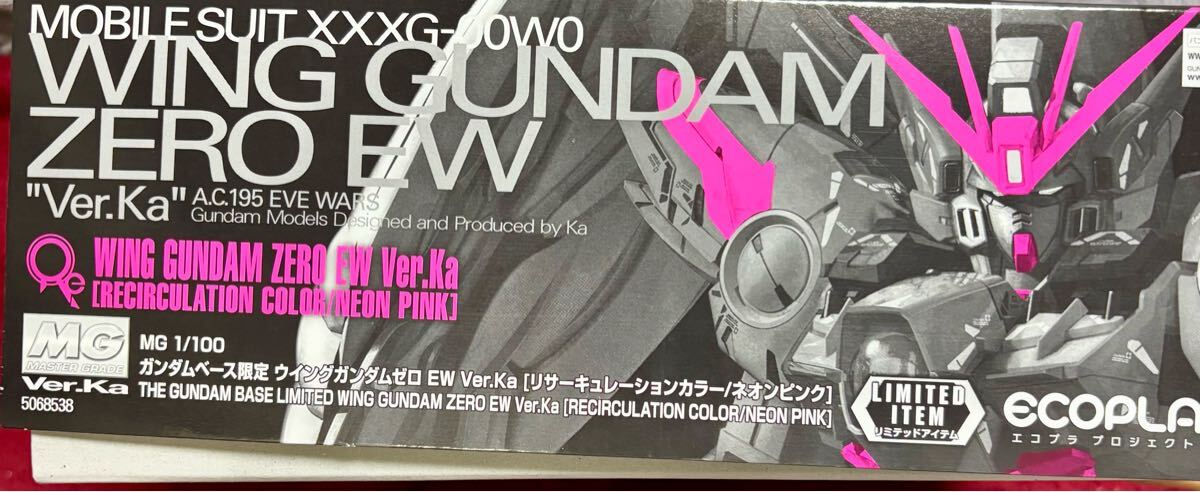 MOBILE SUIT XXXG-00W0
WING GUNDAM
ZERO EW
"Ver.Ka" A.C.195 EVE WARS
Gundam Models Designed and Produced by Ka
WING GUNDAM ZERO EW Ver.Ka
[RECIRCULATION COLOR/NEON PINK]
MG
MASTER GRADE
Ver.Ka
5068538
MG 1/100
ガンダムベース限定 ウイングガンダムゼロ EW Ver.Ka [リサーキュレーションカラー/ネオンピンク]
THE GUNDAM BASE LIMITED WING GUNDAM ZERO EW Ver.Ka [RECIRCULATION COLOR/NEON PINK]
LIMITED
ITEM
リミテッドアイテム
ECOPLA
エコプラ プロジェクト